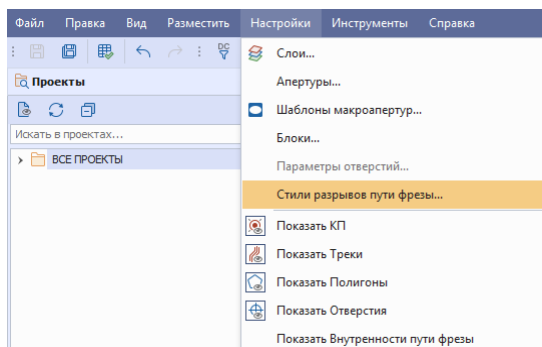 Файл Правка Вид Разместить Настройки Инструменты Справка
DC
Слои...
Проекты
Апертуры...
Шаблоны макроапертур...
Искать в проектах...
Блоки...
ВСЕ ПРОЕКТЫ
Параметры отверстий...
Стили разрывов пути фрезы...
Показать КП
Показать Треки
Показать Полигоны
Показать Отверстия
Показать Внутренности пути фрезы